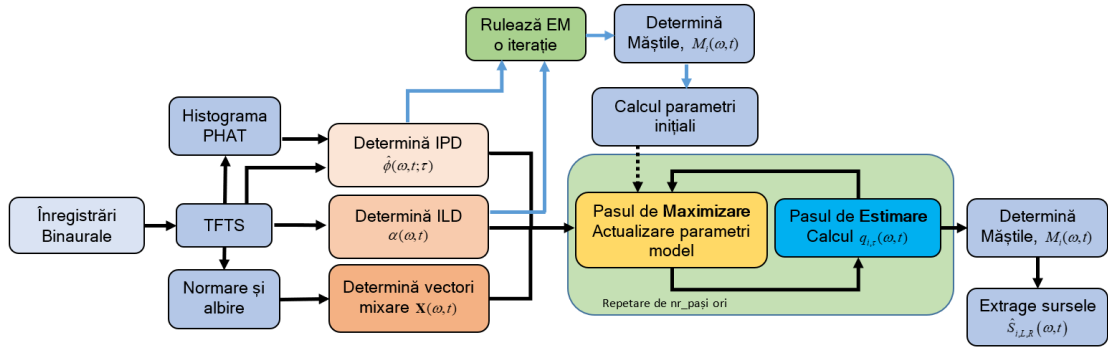 Rulează EM
o iterație
Determină
Măștile, M_i(ω,t)
Histograma
PHAT
Calcul parametri
inițiali
Determină IPD
ϕ̂(ω,t;τ)
Înregistrări
Binaurale
TFTS
Determină ILD
α(ω,t)
Pasul de Maximizare
Actualizare parametri
model
Pasul de Estimare
Calcul q_{i,τ}(ω,t)
Determină
Măștile, M_i(ω,t)
Normare și
albire
Determină vectori
mixare X(ω,t)
Repetare de nr_pași ori
Extrage sursele
Ŝ_{i,L,R}(ω,t)